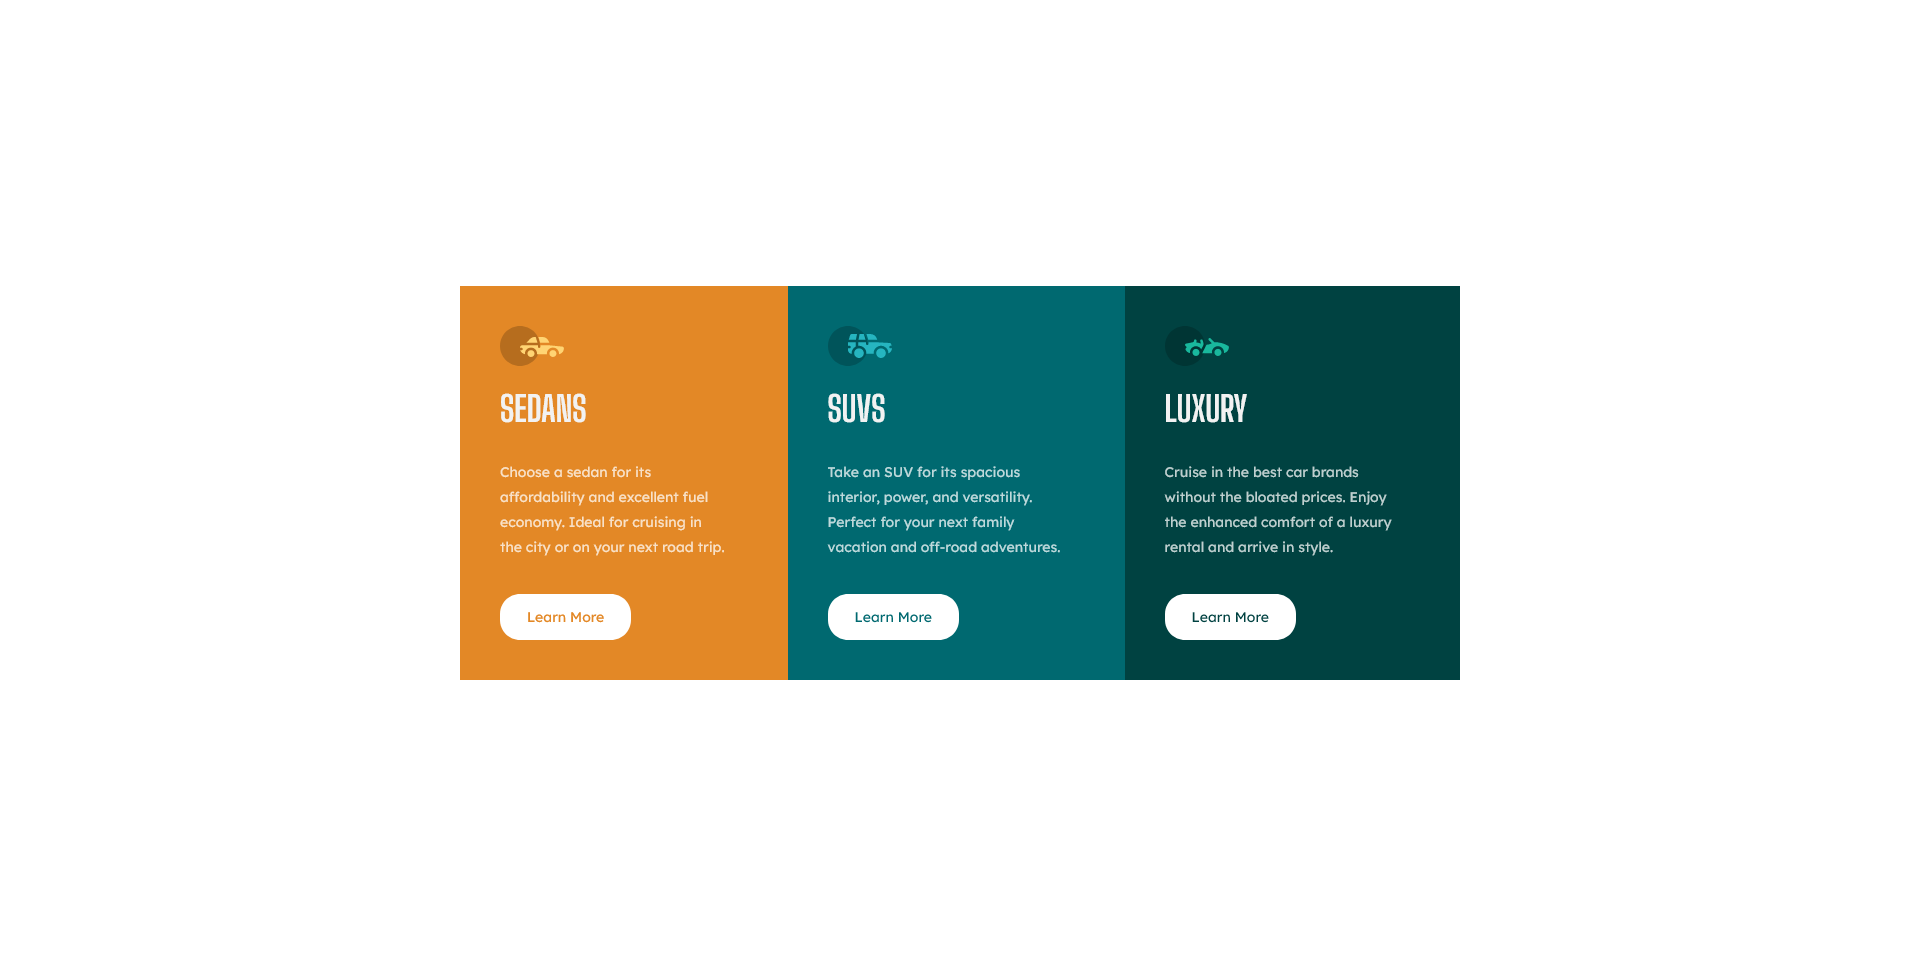 SEDANS
Choose a sedan for its
affordability and excellent fuel
economy. Ideal for cruising in
the city or on your next road trip.
Learn More
SUVS
Take an SUV for its spacious
interior, power, and versatility.
Perfect for your next family
vacation and off-road adventures.
Learn More
LUXURY
Cruise in the best car brands
without the bloated prices. Enjoy
the enhanced comfort of a luxury
rental and arrive in style.
Learn More